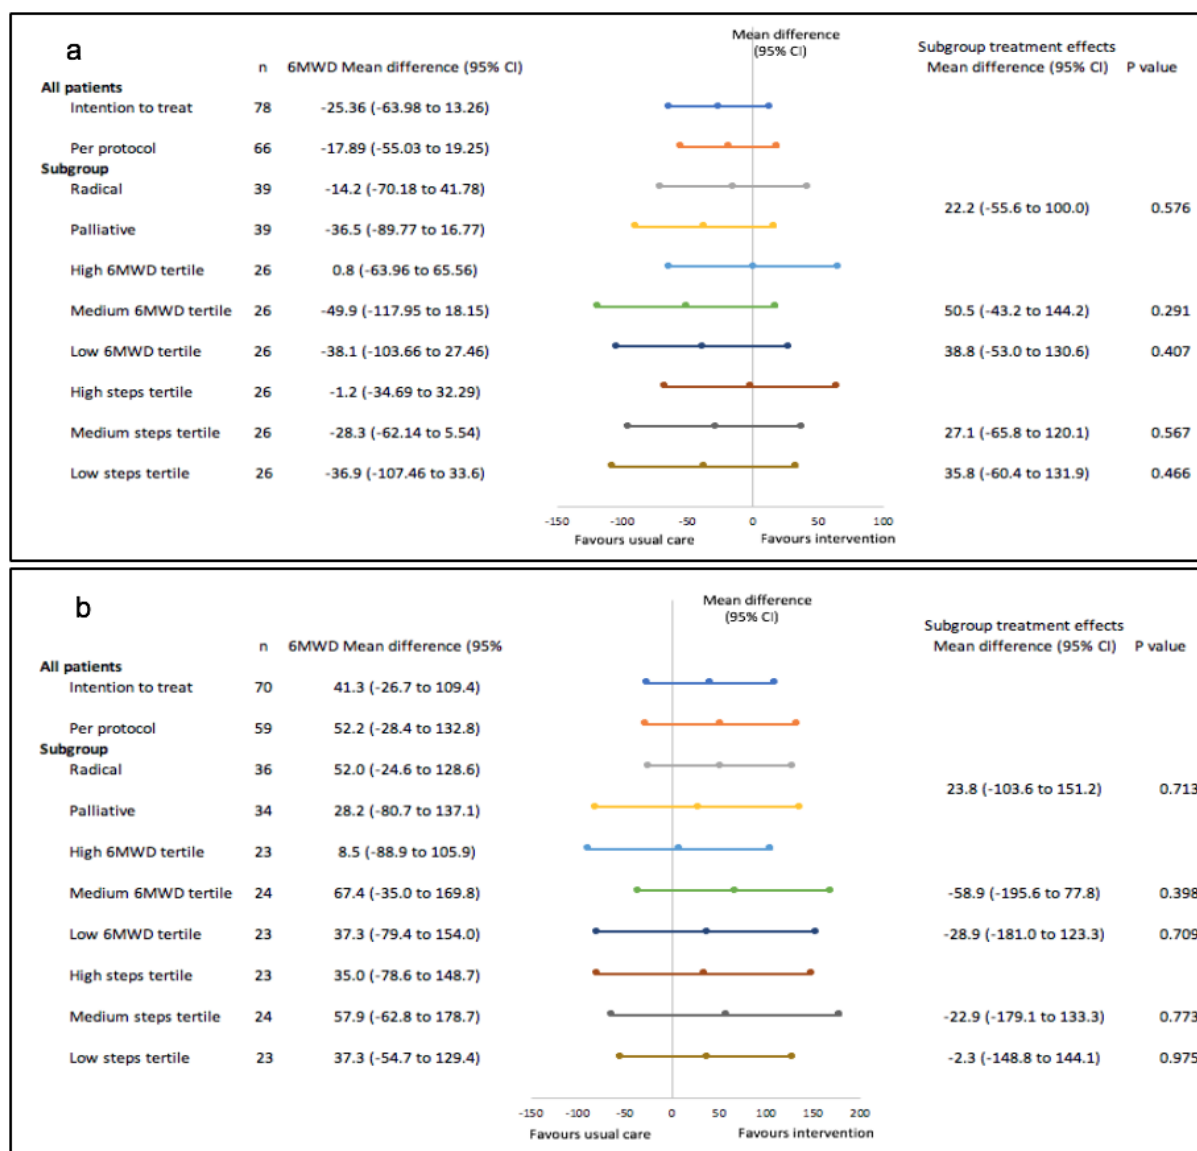 a
Mean difference
(95% CI)
Subgroup treatment effects
n 6MWD Mean difference (95% CI) Mean difference (95% CI) P value
All patients
Intention to treat 78 -25.36 (-63.98 to 13.26)
Per protocol 66 -17.89 (-55.03 to 19.25)
Subgroup
Radical 39 -14.2 (-70.18 to 41.78)
22.2 (-55.6 to 100.0) 0.576
Palliative 39 -36.5 (-89.77 to 16.77)
High 6MWD tertile 26 0.8 (-63.96 to 65.56)
Medium 6MWD tertile 26 -49.9 (-117.95 to 18.15) 50.5 (-43.2 to 144.2) 0.291
Low 6MWD tertile 26 -38.1 (-103.66 to 27.46) 38.8 (-53.0 to 130.6) 0.407
High steps tertile 26 -1.2 (-34.69 to 32.29)
Medium steps tertile 26 -28.3 (-62.14 to 5.54) 27.1 (-65.8 to 120.1) 0.567
Low steps tertile 26 -36.9 (-107.46 to 33.6) 35.8 (-60.4 to 131.9) 0.466
-150 -100 -50 0 50 100
Favours usual care Favours intervention
b
Mean difference
(95% CI)
Subgroup treatment effects
n 6MWD Mean difference (95% Mean difference (95% CI) P value
All patients
Intention to treat 70 41.3 (-26.7 to 109.4)
Per protocol 59 52.2 (-28.4 to 132.8)
Subgroup
Radical 36 52.0 (-24.6 to 128.6)
23.8 (-103.6 to 151.2) 0.713
Palliative 34 28.2 (-80.7 to 137.1)
High 6MWD tertile 23 8.5 (-88.9 to 105.9)
Medium 6MWD tertile 24 67.4 (-35.0 to 169.8) -58.9 (-195.6 to 77.8) 0.398
Low 6MWD tertile 23 37.3 (-79.4 to 154.0) -28.9 (-181.0 to 123.3) 0.709
High steps tertile 23 35.0 (-78.6 to 148.7)
Medium steps tertile 24 57.9 (-62.8 to 178.7) -22.9 (-179.1 to 133.3) 0.773
Low steps tertile 23 37.3 (-54.7 to 129.4) -2.3 (-148.8 to 144.1) 0.975
-150 -100 -50 0 50 100 150 200
Favours usual care Favours intervention